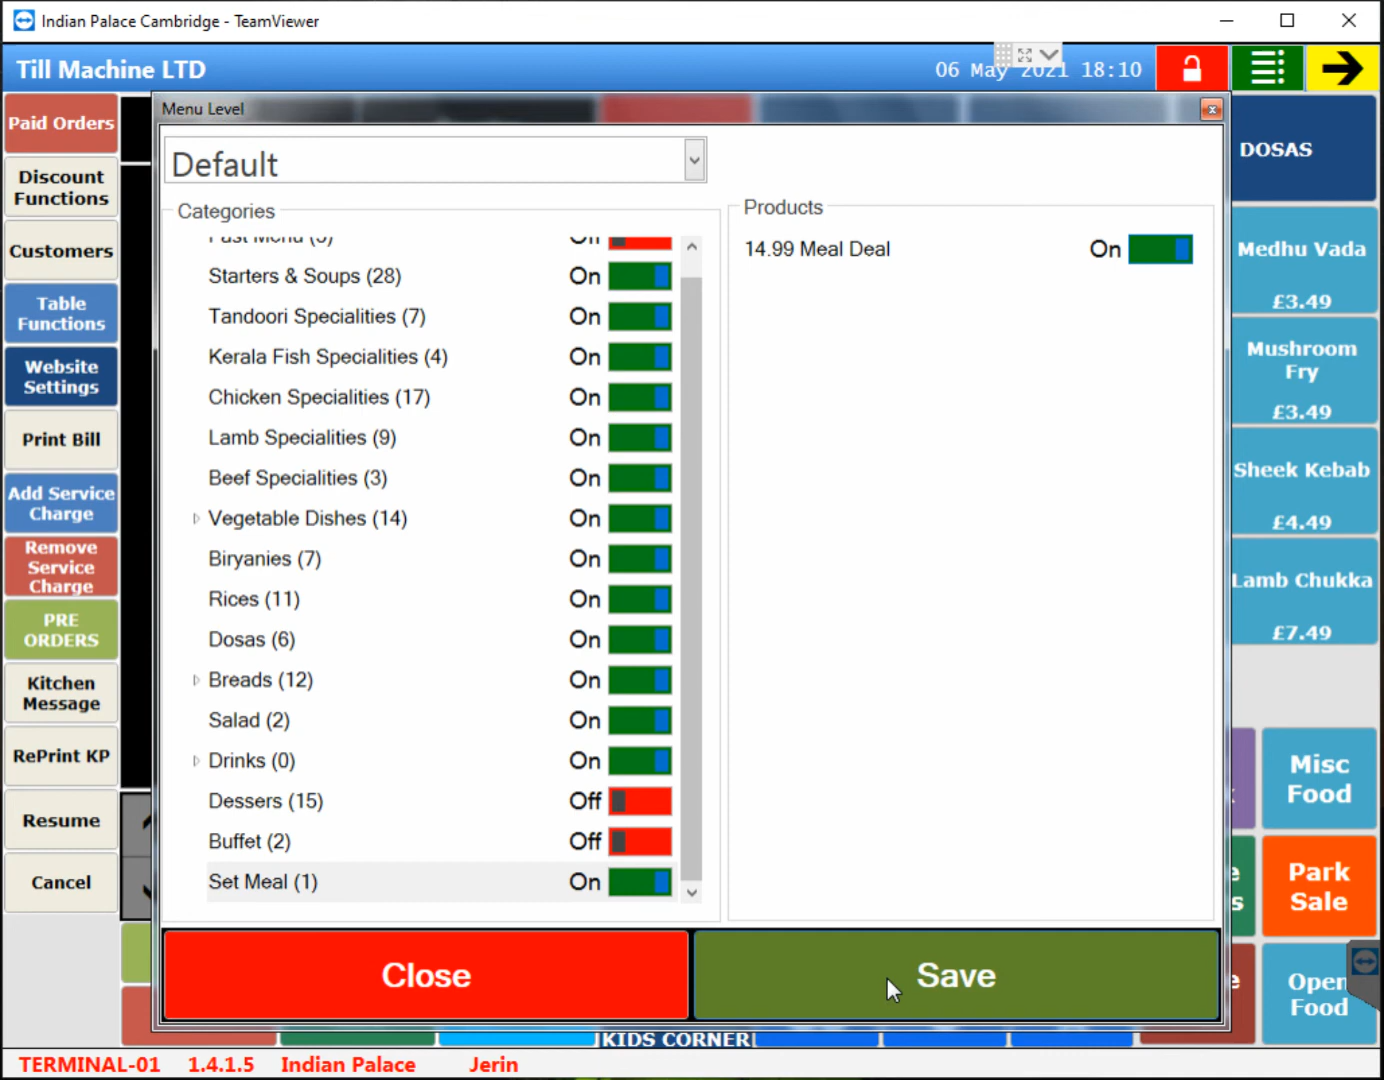 Indian Palace Cambridge - TeamViewer
Till Machine LTD
06 May 2021 18:10
Paid Orders
Discount
Functions
Customers
Table
Functions
Website
Settings
Print Bill
Add Service
Charge
Remove
Service
Charge
PRE
ORDERS
Kitchen
Message
RePrint KP
Resume
Cancel
Menu Level
Default
Categories
Off
Starters & Soups (28) On
Tandoori Specialities (7) On
Kerala Fish Specialities (4) On
Chicken Specialities (17) On
Lamb Specialities (9) On
Beef Specialities (3) On
Vegetable Dishes (14) On
Biryanies (7) On
Rices (11) On
Dosas (6) On
Breads (12) On
Salad (2) On
Drinks (0) On
Dessers (15) Off
Buffet (2) Off
Set Meal (1) On
Products
14.99 Meal Deal On
Close
Save
DOSAS
Medhu Vada
£3.49
Mushroom
Fry
£3.49
Sheek Kebab
£4.49
Lamb Chukka
£7.49
Misc
Food
Park
Sale
Open
Food
KIDS CORNER
TERMINAL-01 1.4.1.5 Indian Palace Jerin